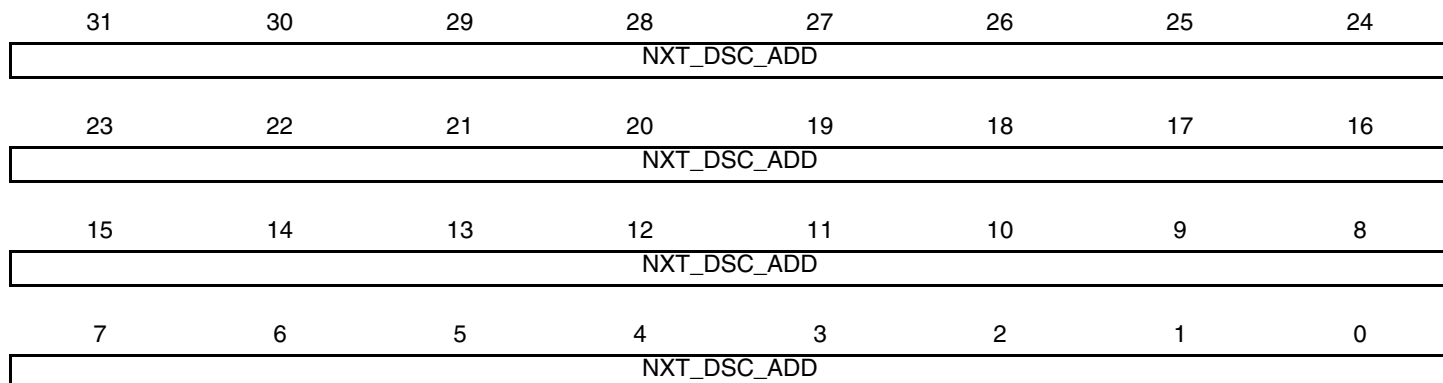 31 30 29 28 27 26 25 24
NXT_DSC_ADD
23 22 21 20 19 18 17 16
NXT_DSC_ADD
15 14 13 12 11 10 9 8
NXT_DSC_ADD
7 6 5 4 3 2 1 0
NXT_DSC_ADD